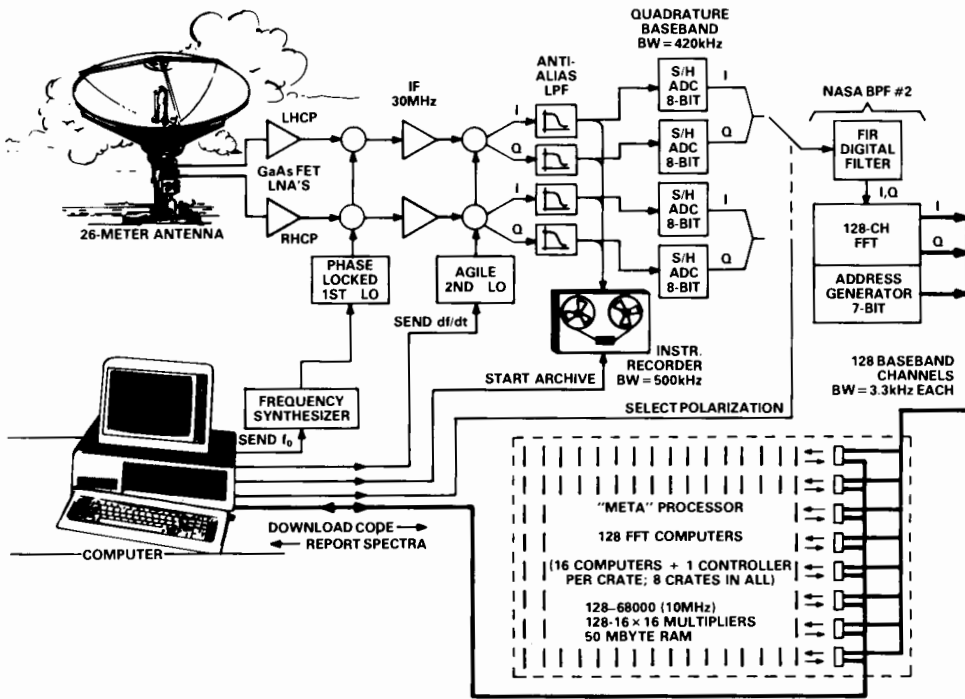 QUADRATURE
BASEBAND
BW = 420kHz
ANTI-
ALIAS
LPF
IF
30MHz
S/H
ADC
8-BIT
I
NASA BPF #2
LHCP
I
Q
S/H
ADC
8-BIT
Q
FIR
DIGITAL
FILTER
GaAs FET
LNA'S
I,Q
RHCP
I
Q
S/H
ADC
8-BIT
I
128-CH
FFT
I
Q
26-METER ANTENNA
S/H
ADC
8-BIT
Q
ADDRESS
GENERATOR
7-BIT
PHASE
LOCKED
1ST LO
AGILE
2ND LO
SEND df/dt
INSTR.
RECORDER
BW = 500kHz
START ARCHIVE
128 BASEBAND
CHANNELS
BW = 3.3kHz EACH
FREQUENCY
SYNTHESIZER
SELECT POLARIZATION
SEND f₀
"META" PROCESSOR
128 FFT COMPUTERS
(16 COMPUTERS + 1 CONTROLLER
PER CRATE; 8 CRATES IN ALL)
128–68000 (10MHz)
128-16 × 16 MULTIPLIERS
50 MBYTE RAM
DOWNLOAD CODE →
← REPORT SPECTRA
COMPUTER